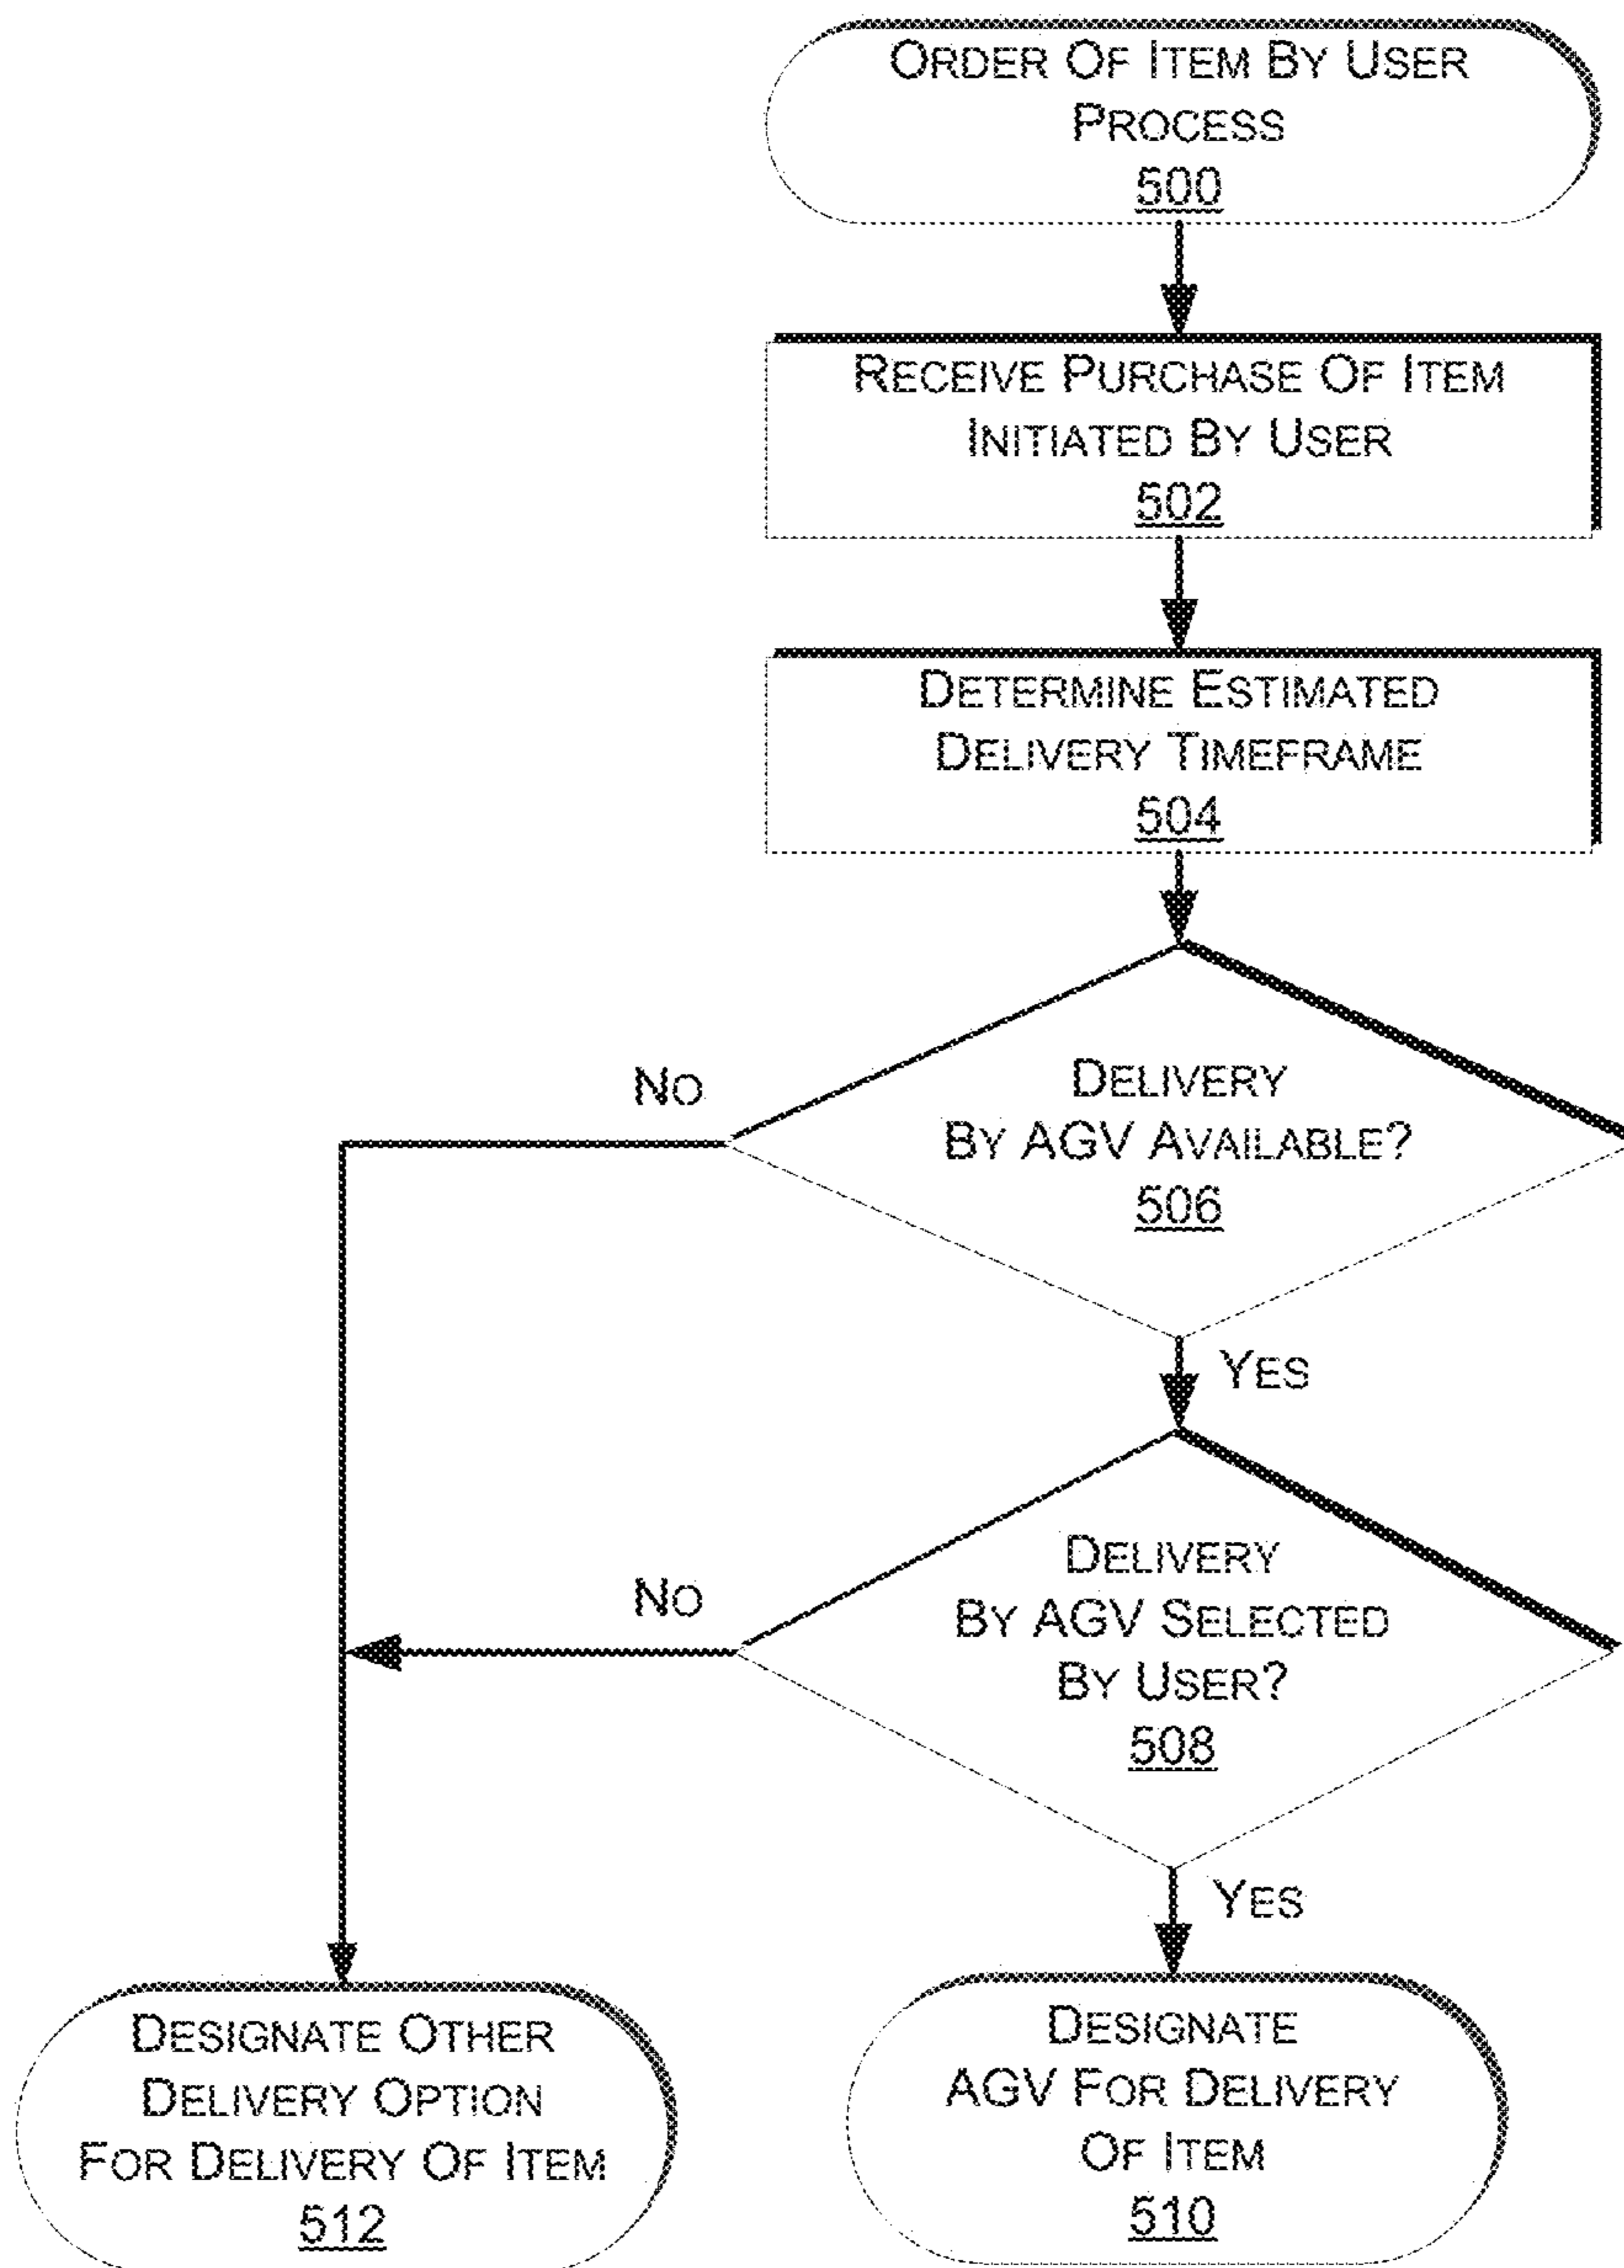 ORDER OF ITEM BY USER
PROCESS
500
RECEIVE PURCHASE OF ITEM
INITIATED BY USER
502
DETERMINE ESTIMATED
DELIVERY TIMEFRAME
504
NO
DELIVERY
BY AGV AVAILABLE?
506
YES
NO
DELIVERY
BY AGV SELECTED
BY USER?
508
YES
DESIGNATE OTHER
DELIVERY OPTION
FOR DELIVERY OF ITEM
512
DESIGNATE
AGV FOR DELIVERY
OF ITEM
510